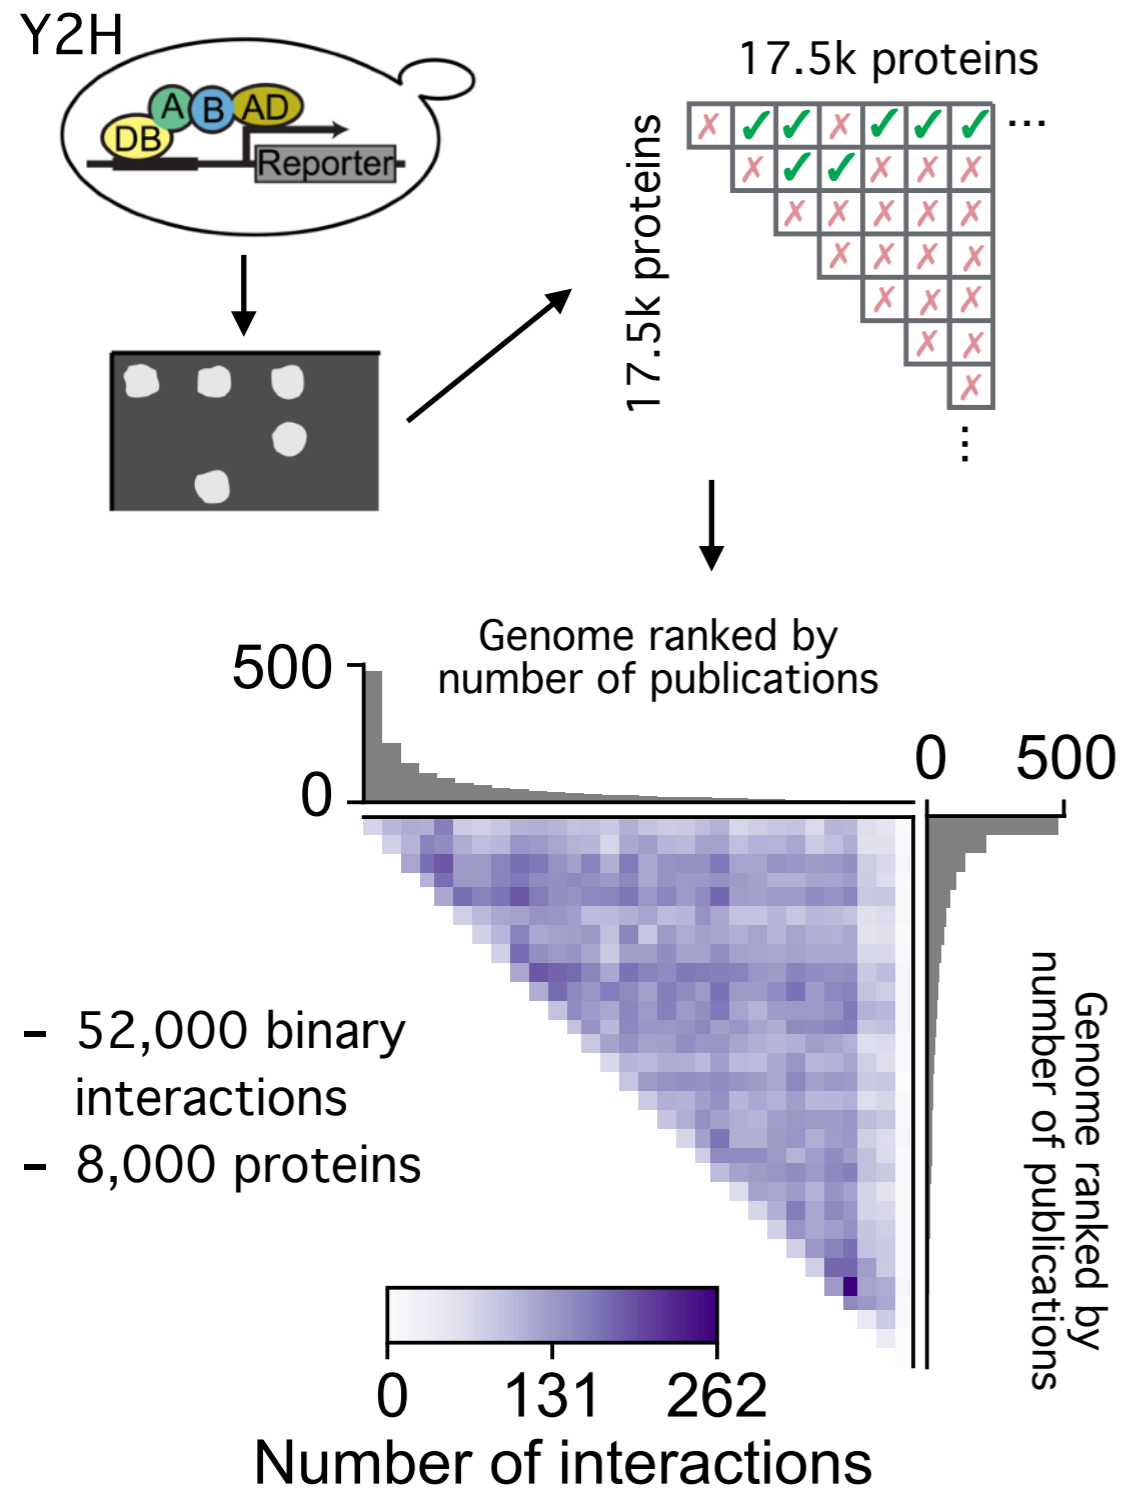 Y2H
A B AD
DB
Reporter
17.5k proteins
17.5k proteins
✗ ✓ ✓ ✗ ✓ ✓ ✓ ...
✗ ✓ ✓ ✗ ✗ ✗
✗ ✗ ✗ ✗ ✗
✗ ✗ ✗ ✗
✗ ✗ ✗
✗ ✗
✗
...
Genome ranked by
number of publications
500
0
0 500
Genome ranked by
number of publications
- 52,000 binary
interactions
- 8,000 proteins
0 131 262
Number of interactions